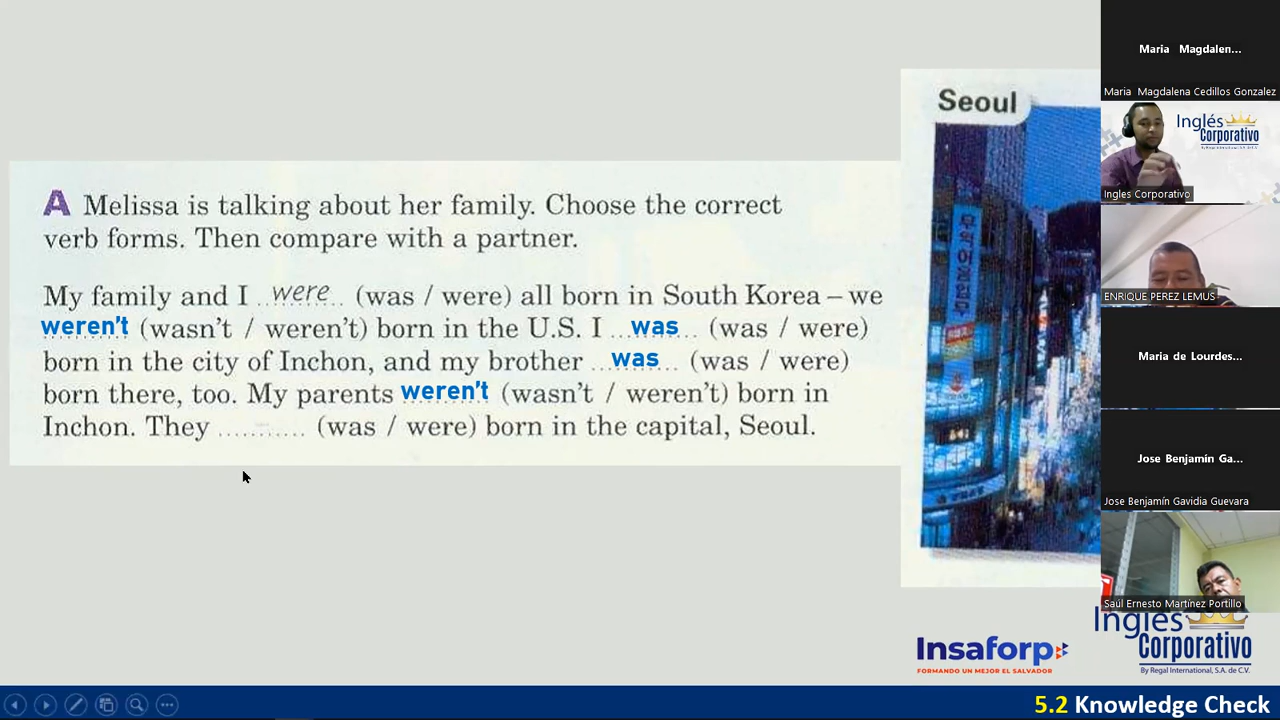 Seoul
A Melissa is talking about her family. Choose the correct
verb forms. Then compare with a partner.
My family and I ..were.. (was / were) all born in South Korea – we
weren't (wasn't / weren't) born in the U.S. I ...was... (was / were)
born in the city of Inchon, and my brother ...was... (was / were)
born there, too. My parents weren't (wasn't / weren't) born in
Inchon. They ........... (was / were) born in the capital, Seoul.
Maria Magdalen...
Maria Magdalena Cedillos Gonzalez
Inglés
Corporativo
Ingles Corporativo
ENRIQUE PEREZ LEMUS
Maria de Lourdes...
Jose Benjamin Ga...
Jose Benjamín Gavidia Guevara
Saúl Ernesto Martínez Portillo
Insaforp
FORMANDO UN MEJOR EL SALVADOR
Inglés
Corporativo
By Regal International, S.A. de C.V.
5.2 Knowledge Check